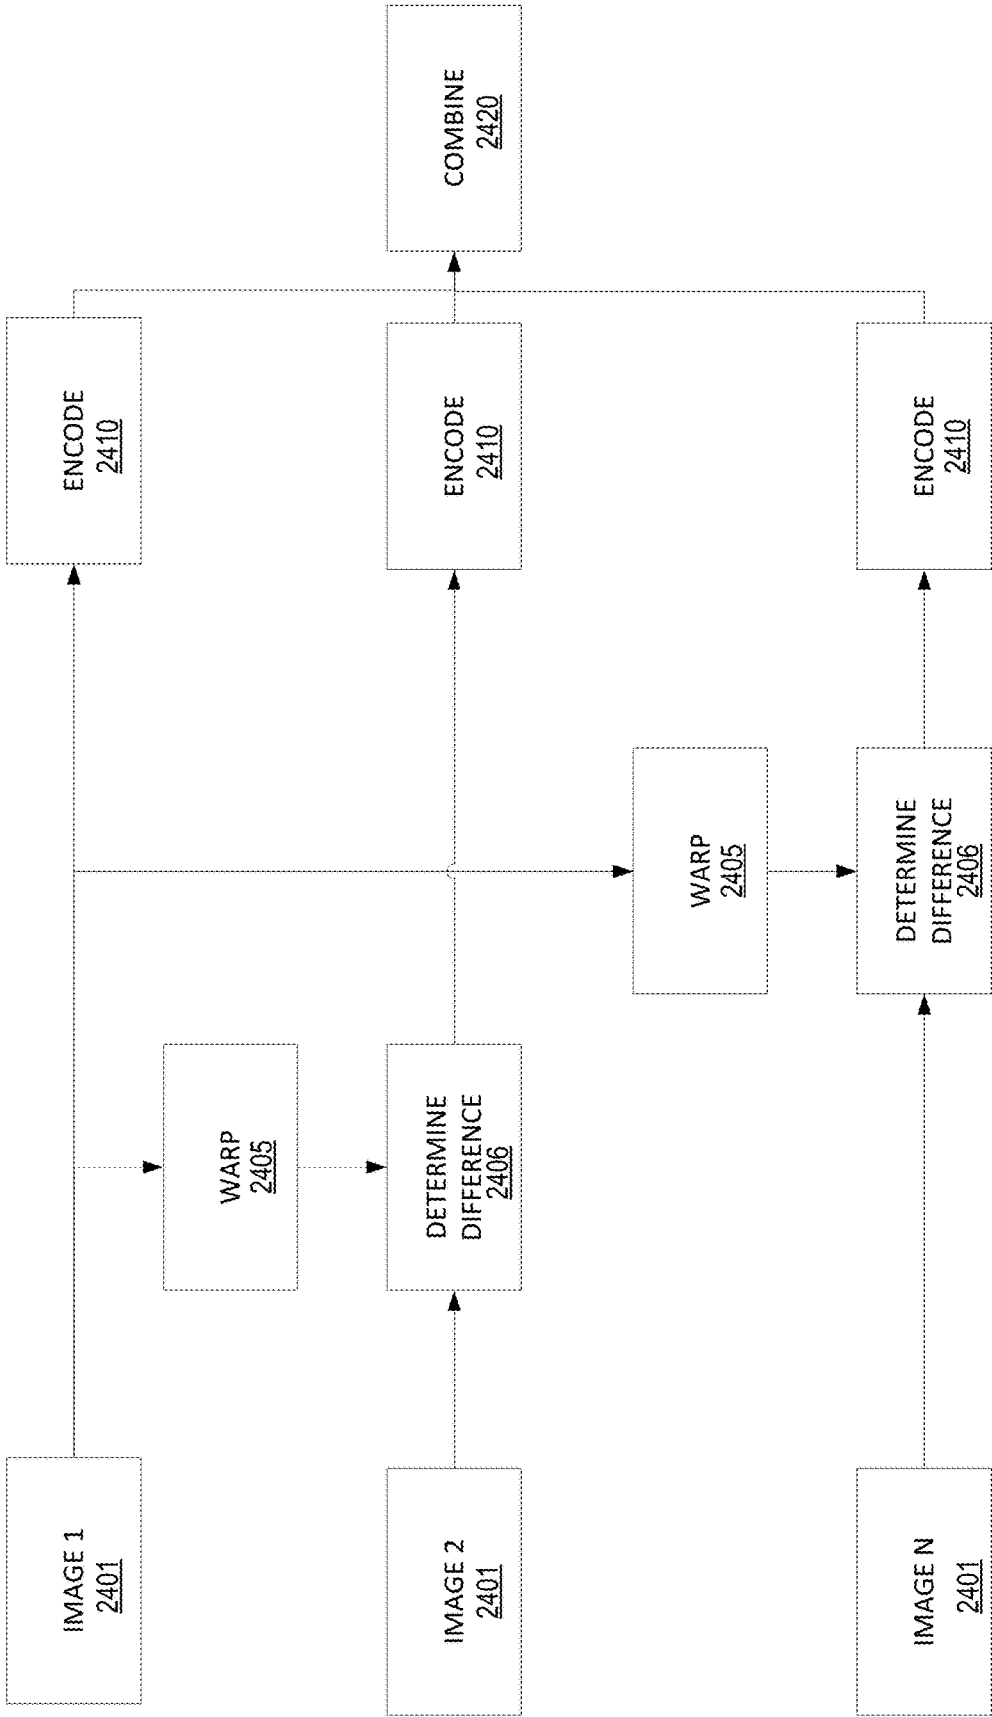 IMAGE 1
2401
ENCODE
2410
WARP
2405
IMAGE 2
2401
DETERMINE
DIFFERENCE
2406
ENCODE
2410
COMBINE
2420
WARP
2405
IMAGE N
2401
DETERMINE
DIFFERENCE
2406
ENCODE
2410